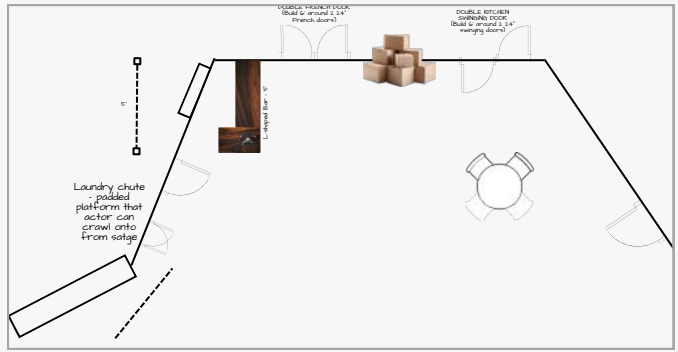 DOUBLE FRENCH DOOR
(Build 6' around 2 24"
French doors)
DOUBLE KITCHEN
SWINGING DOOR
(Build 6' around 2 24"
swinging doors)
5'
L-shaped Bar - 5'
Laundry chute
- padded
platform that
actor can
crawl onto
from satge